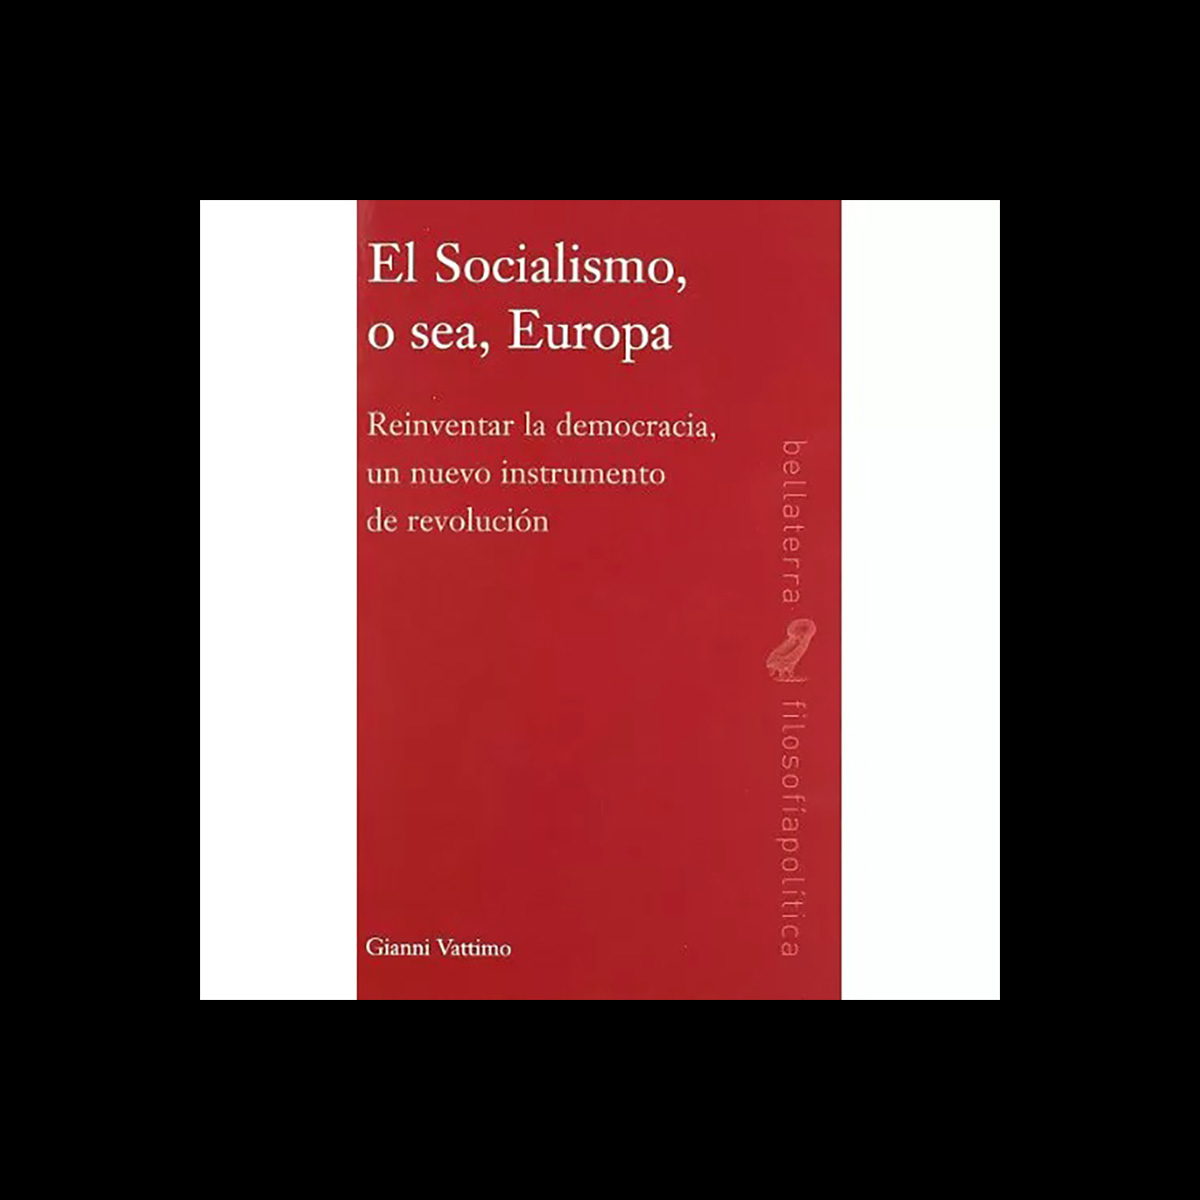 El Socialismo,
o sea, Europa
Reinventar la democracia,
un nuevo instrumento
de revolución
bellaterra
filosofíapolítica
Gianni Vattimo